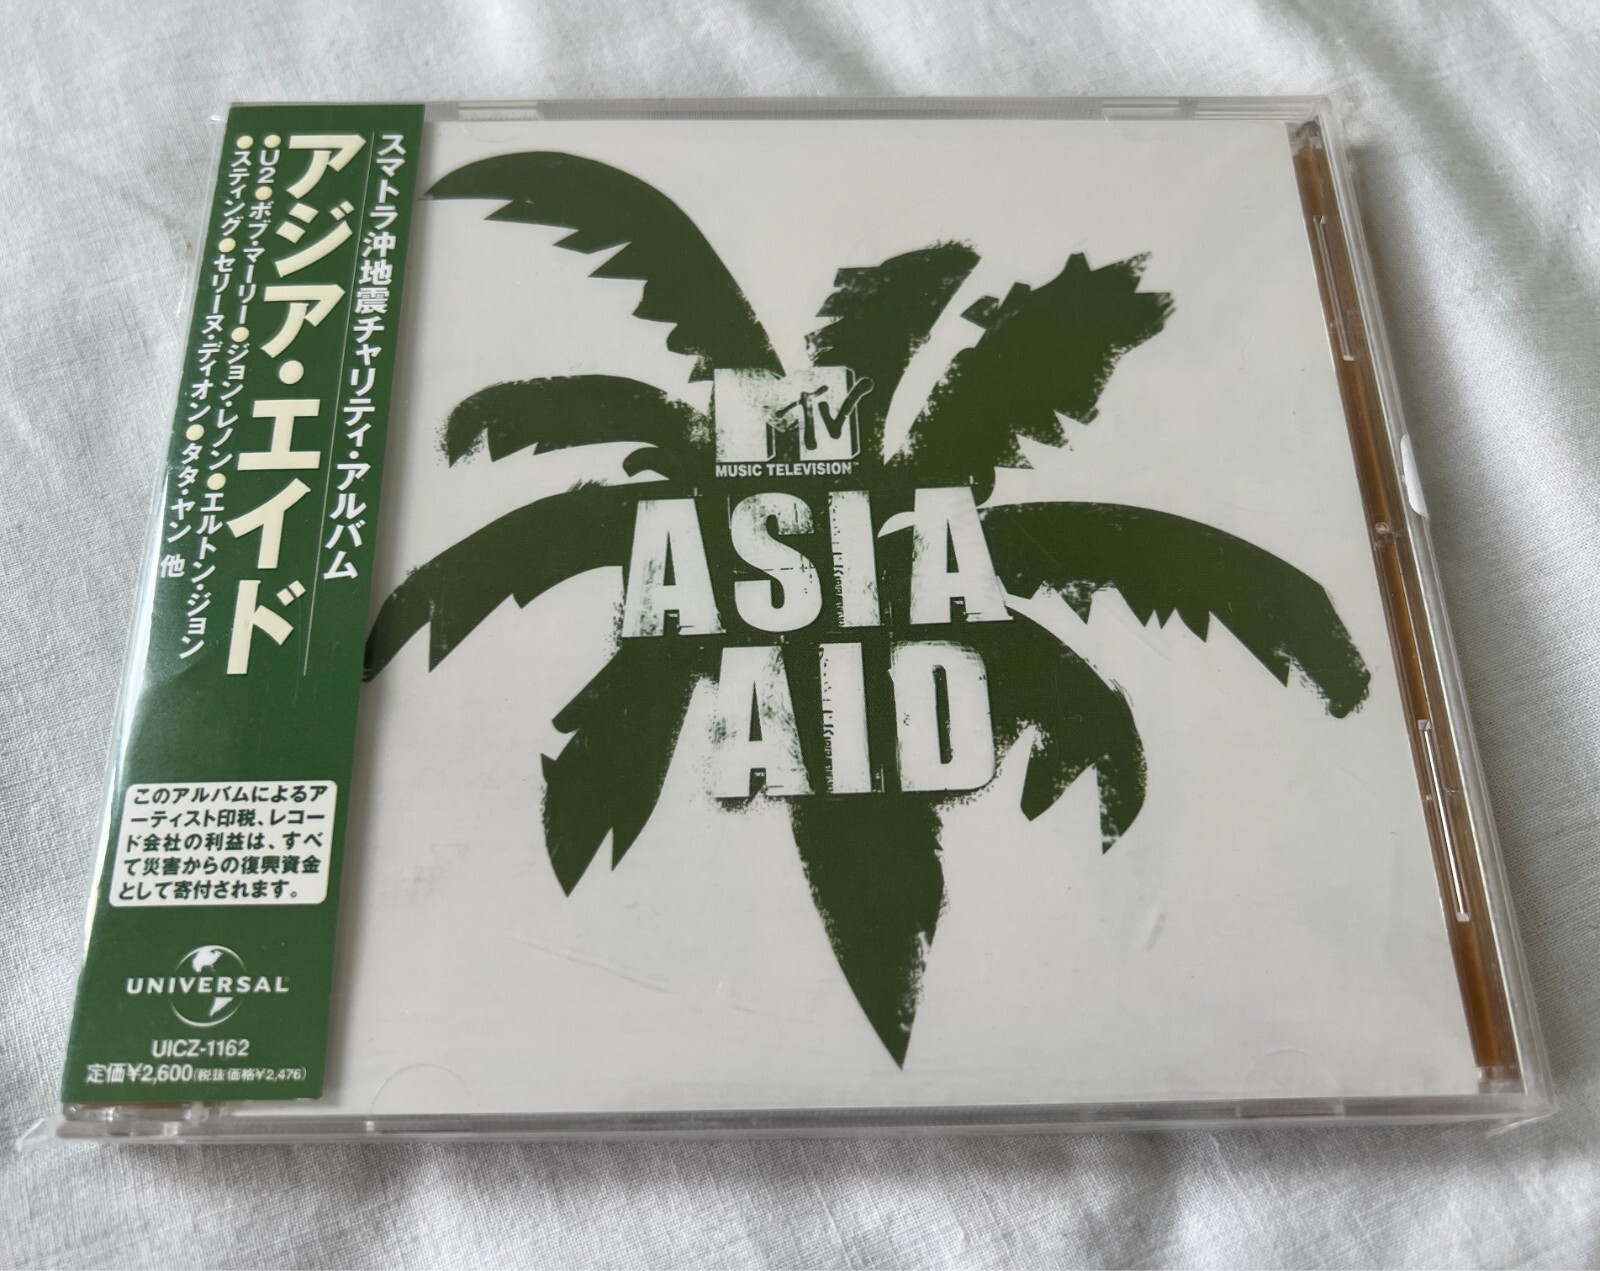 スマトラ沖地震チャリティ・アルバム
アジア・エイド
●U2●ボブ・マーリー●ジョン・レノン●エルトン・ジョン
●スティング●セリーヌ・ディオン●タタ・ヤン 他
このアルバムによるア
ーティスト印税、レコー
ド会社の利益は、すべ
て災害からの復興資金
として寄付されます。
UNIVERSAL
UICZ-1162
定価¥2,600(税抜価格¥2,476)
MTV
MUSIC TELEVISION™
ASIA
AID